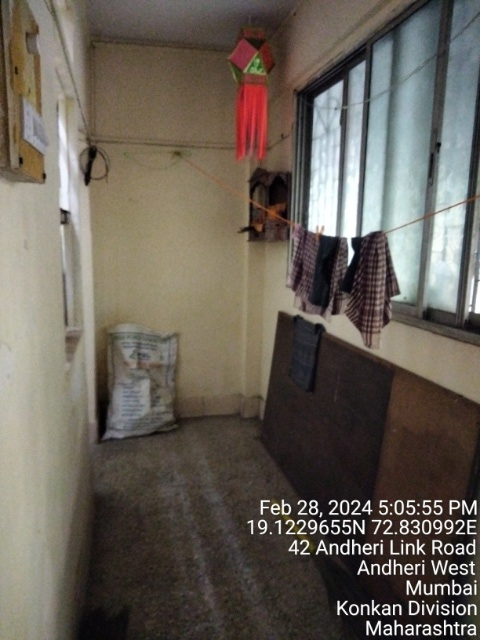 Feb 28, 2024 5:05:55 PM
19.1229655N 72.830992E
42 Andheri Link Road
Andheri West
Mumbai
Konkan Division
Maharashtra